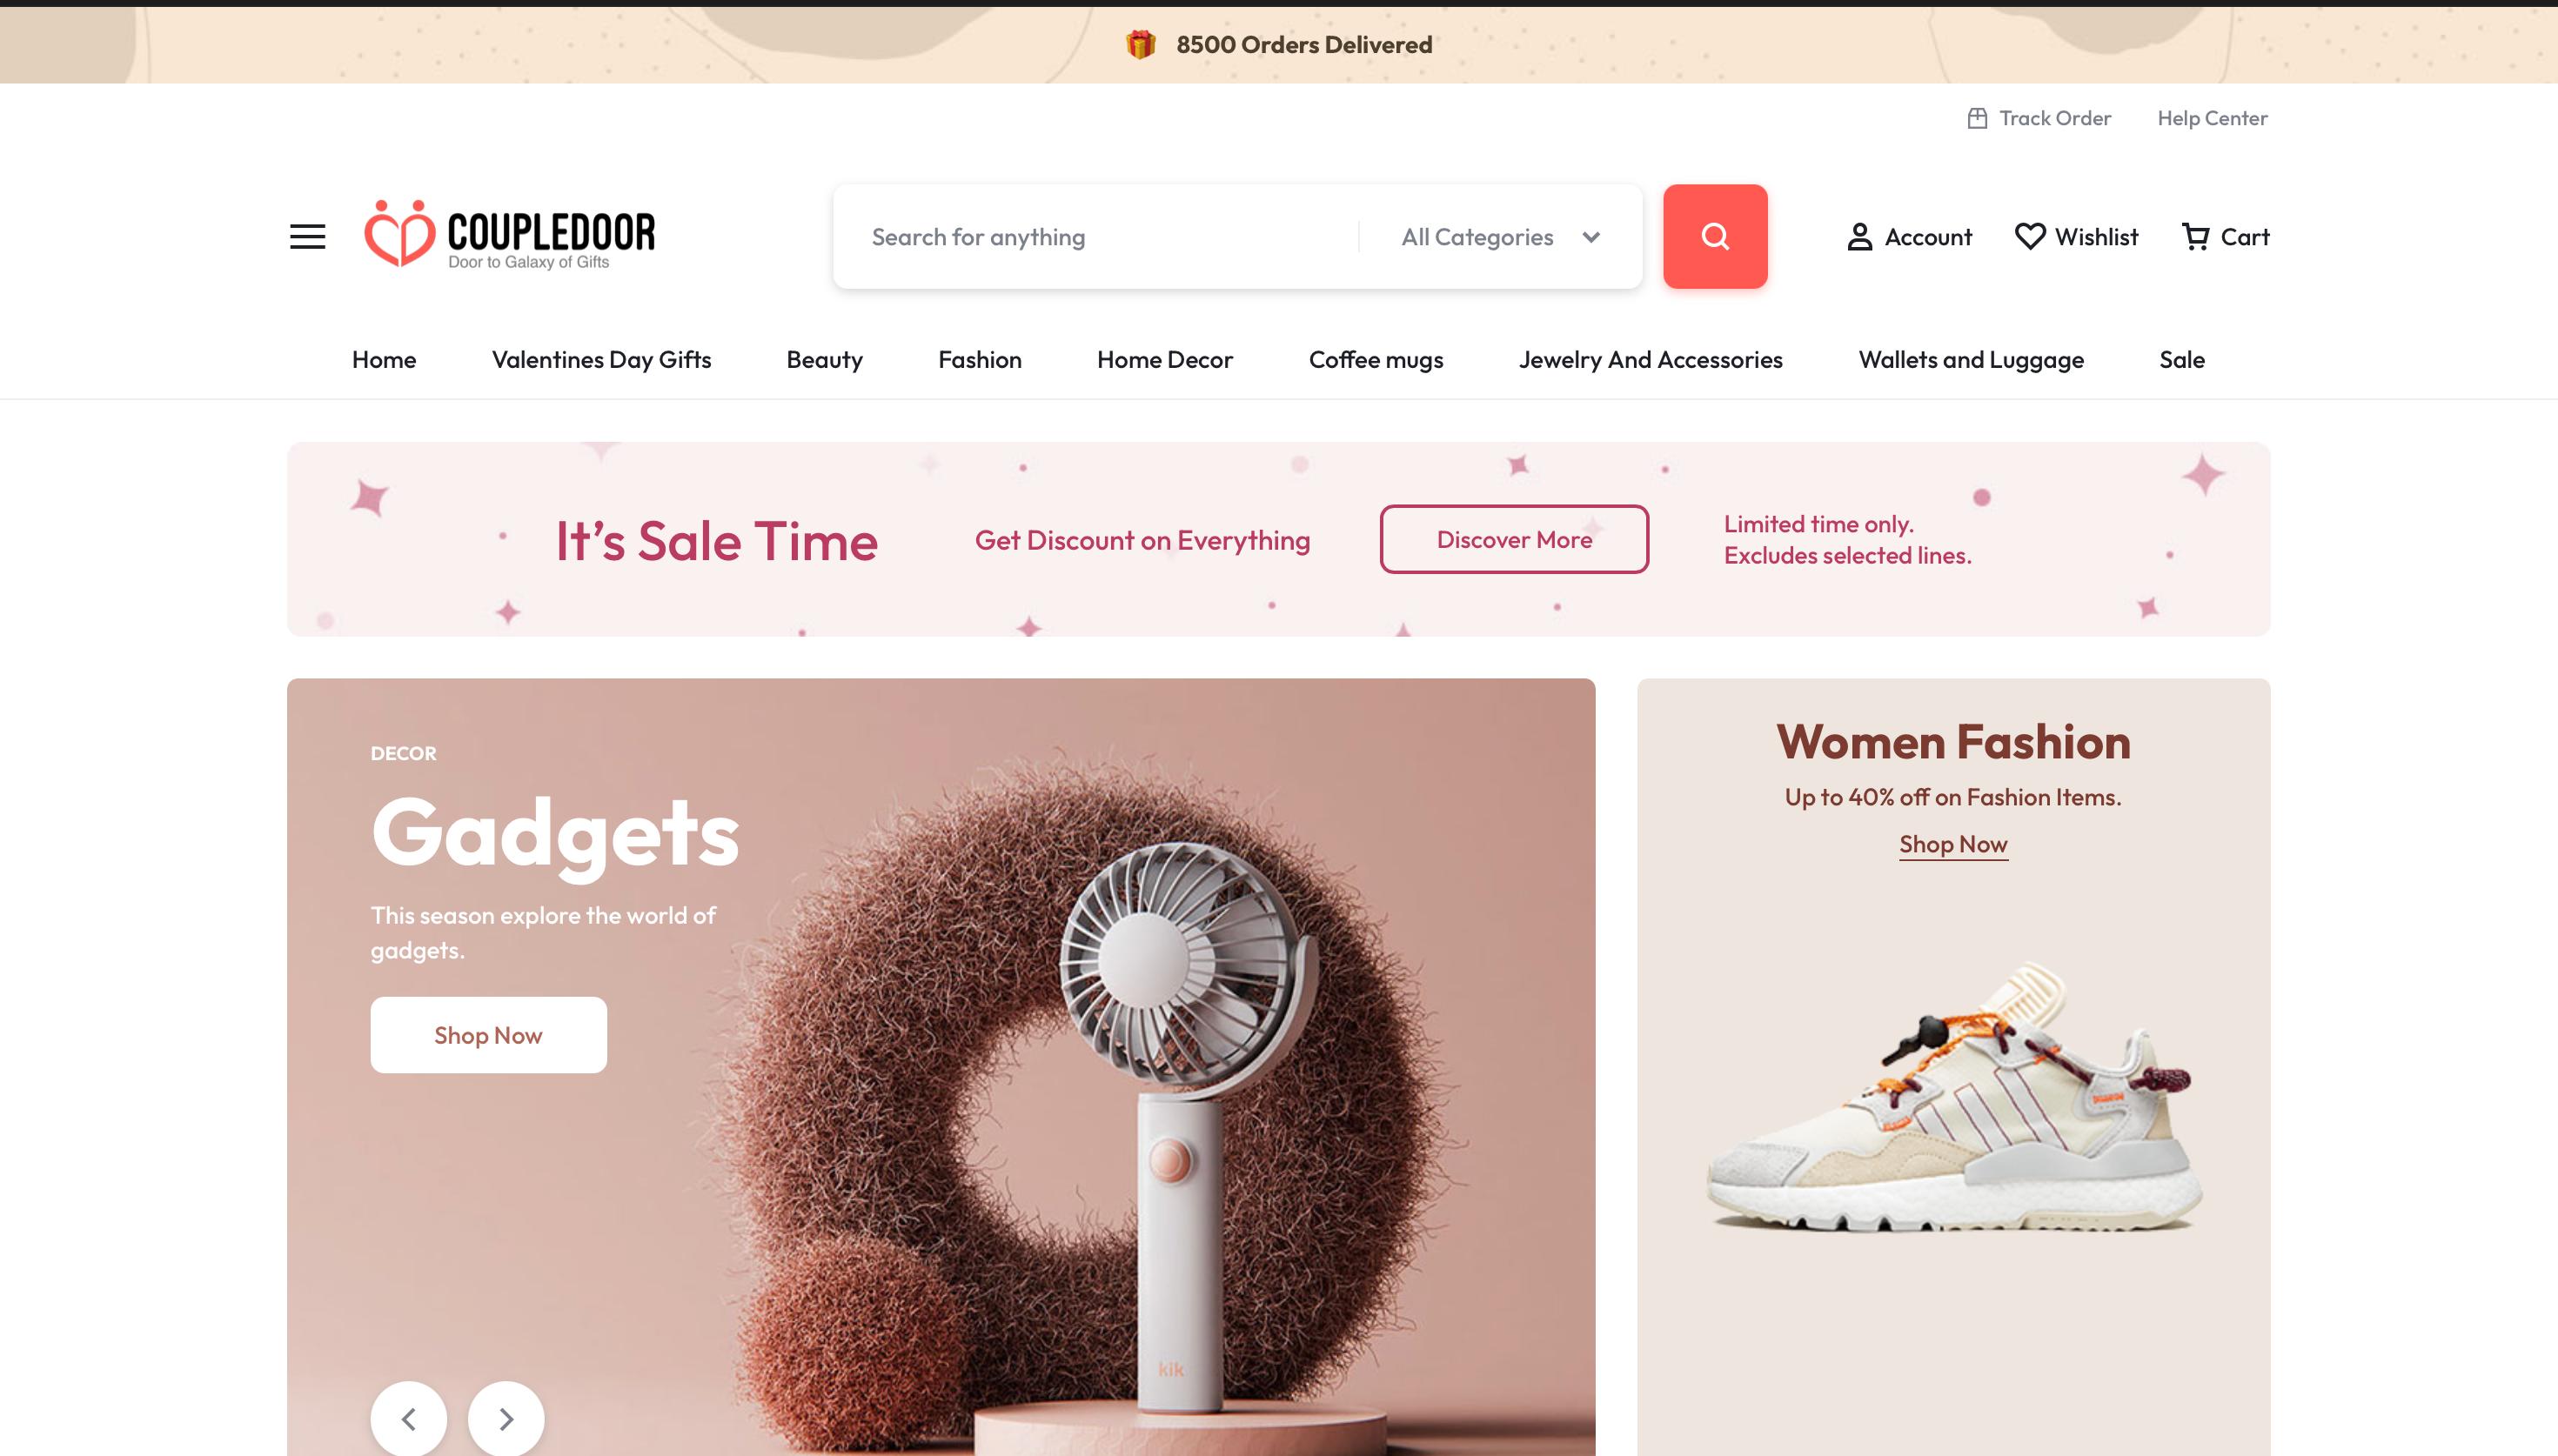 8500 Orders Delivered
Track Order
Help Center
COUPLEDOOR
Door to Galaxy of Gifts
Search for anything
All Categories
Account
Wishlist
Cart
Home
Valentines Day Gifts
Beauty
Fashion
Home Decor
Coffee mugs
Jewelry And Accessories
Wallets and Luggage
Sale
It’s Sale Time
Get Discount on Everything
Discover More
Limited time only.
Excludes selected lines.
DECOR
Gadgets
This season explore the world of
gadgets.
Shop Now
kik
Women Fashion
Up to 40% off on Fashion Items.
Shop Now